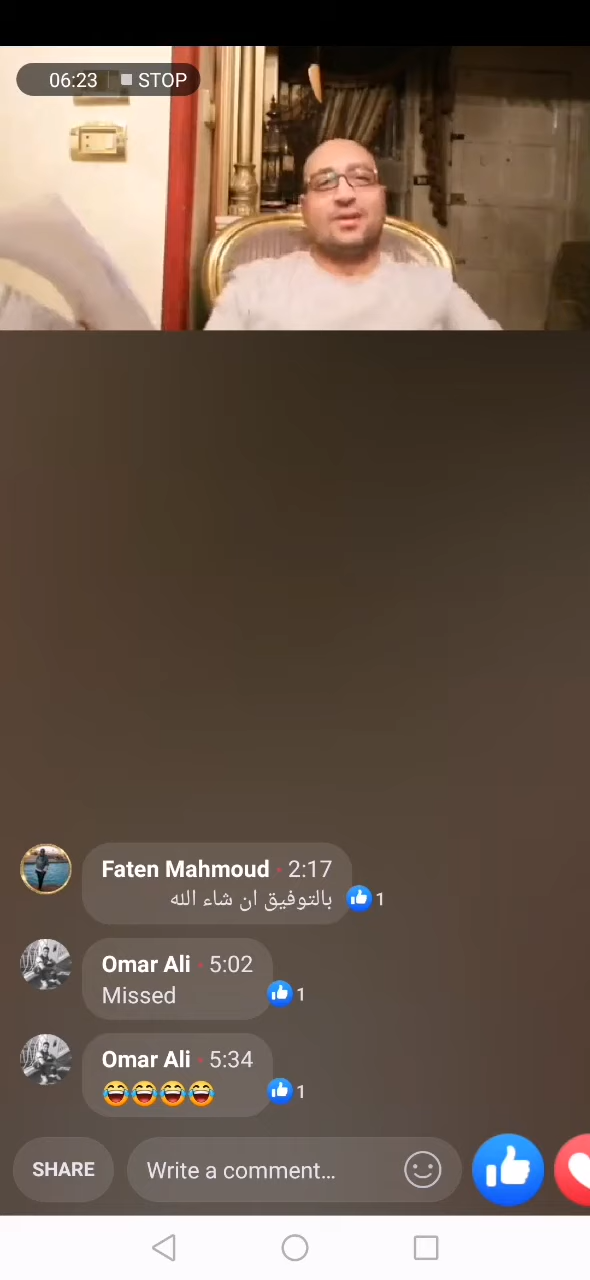 06:23 STOP
Faten Mahmoud • 2:17
بالتوفيق ان شاء الله
1
Omar Ali • 5:02
Missed
1
Omar Ali • 5:34
😂😂😂😂
1
SHARE
Write a comment...